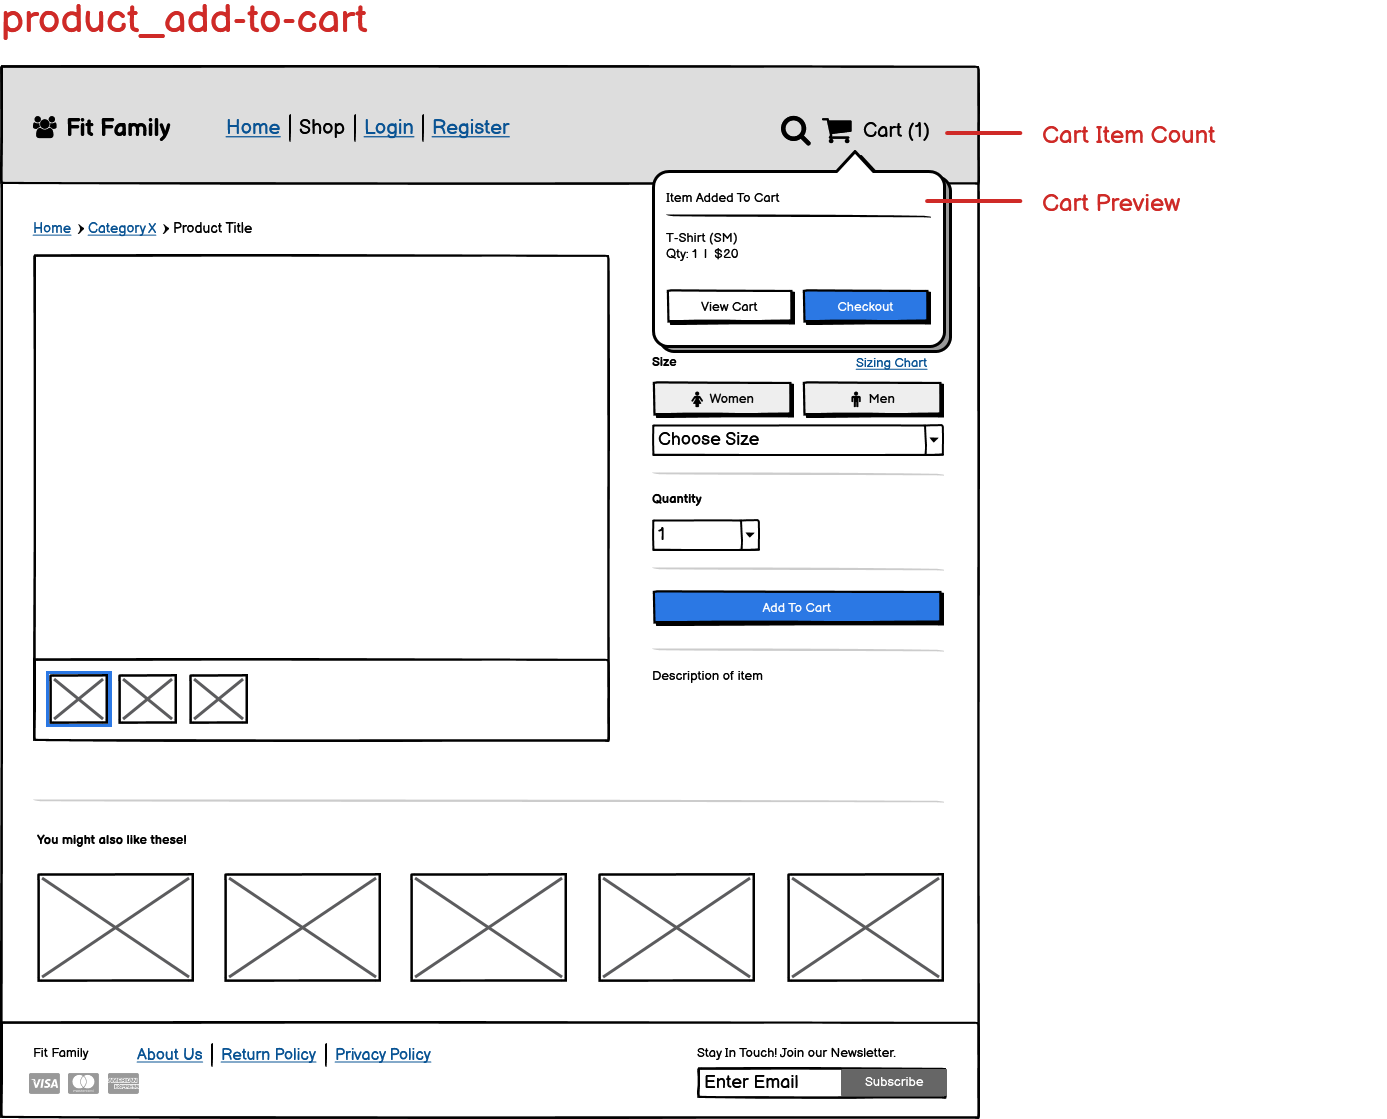 product_add-to-cart
Fit Family
Home | Shop | Login | Register
Cart (1)
Cart Item Count
Item Added To Cart
Cart Preview
Home > Category X > Product Title
T-Shirt (SM)
Qty: 1 | $20
View Cart
Checkout
Size
Sizing Chart
Women
Men
Choose Size
Quantity
1
Add To Cart
Description of item
You might also like these!
Fit Family
About Us | Return Policy | Privacy Policy
Stay In Touch! Join our Newsletter.
VISA
Enter Email
Subscribe